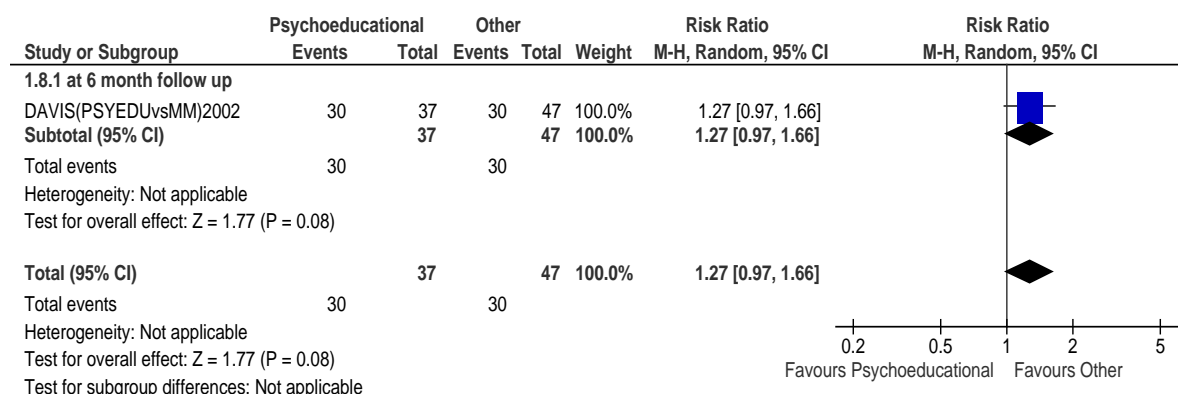 Psychoeducational Other Risk Ratio Risk Ratio
Study or Subgroup Events Total Events Total Weight M-H, Random, 95% CI M-H, Random, 95% CI
1.8.1 at 6 month follow up
DAVIS(PSYEDUvsMM)2002 30 37 30 47 100.0% 1.27 [0.97, 1.66]
Subtotal (95% CI) 37 47 100.0% 1.27 [0.97, 1.66]
Total events 30 30
Heterogeneity: Not applicable
Test for overall effect: Z = 1.77 (P = 0.08)
Total (95% CI) 37 47 100.0% 1.27 [0.97, 1.66]
Total events 30 30
Heterogeneity: Not applicable
Test for overall effect: Z = 1.77 (P = 0.08)
Test for subgroup differences: Not applicable
0.2 0.5 1 2 5
Favours Psychoeducational Favours Other